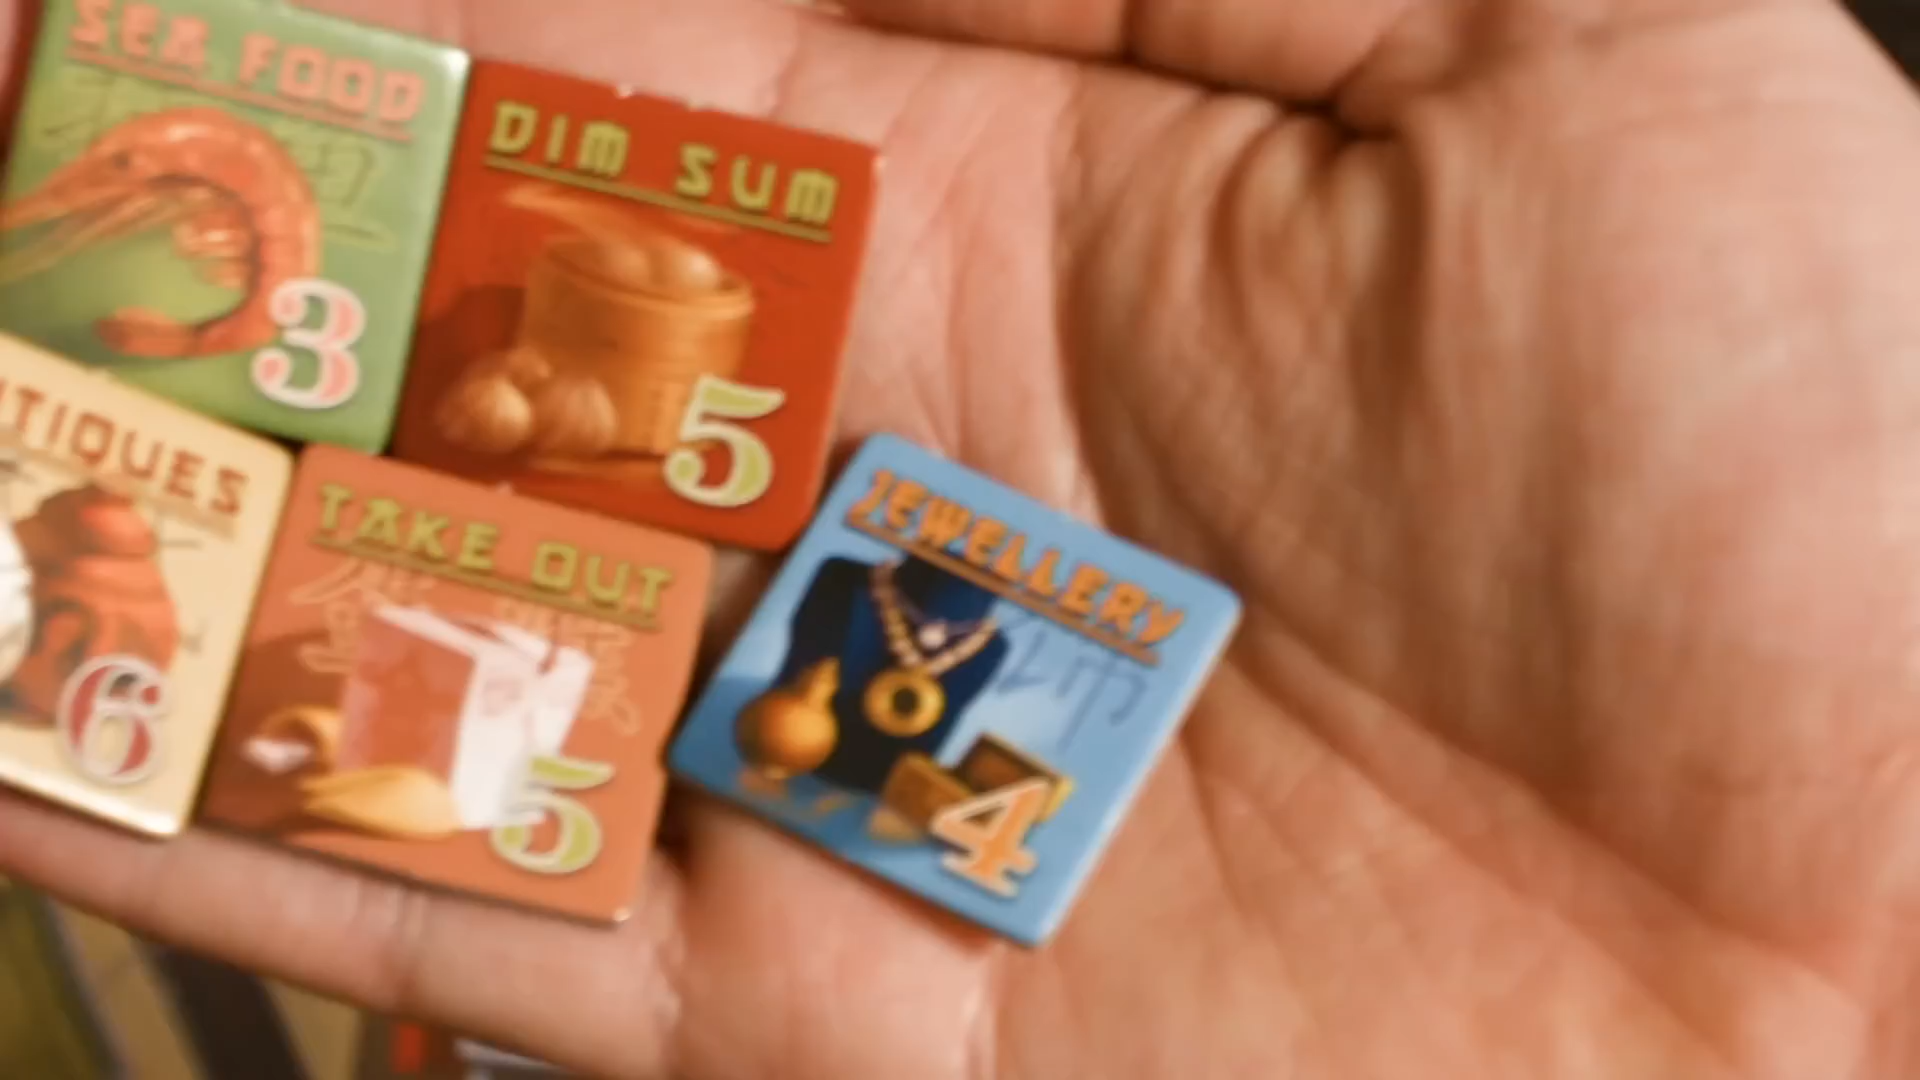 SEA FOOD
3
DIM SUM
5
TIQUES
6
TAKE OUT
5
JEWELLERY
4